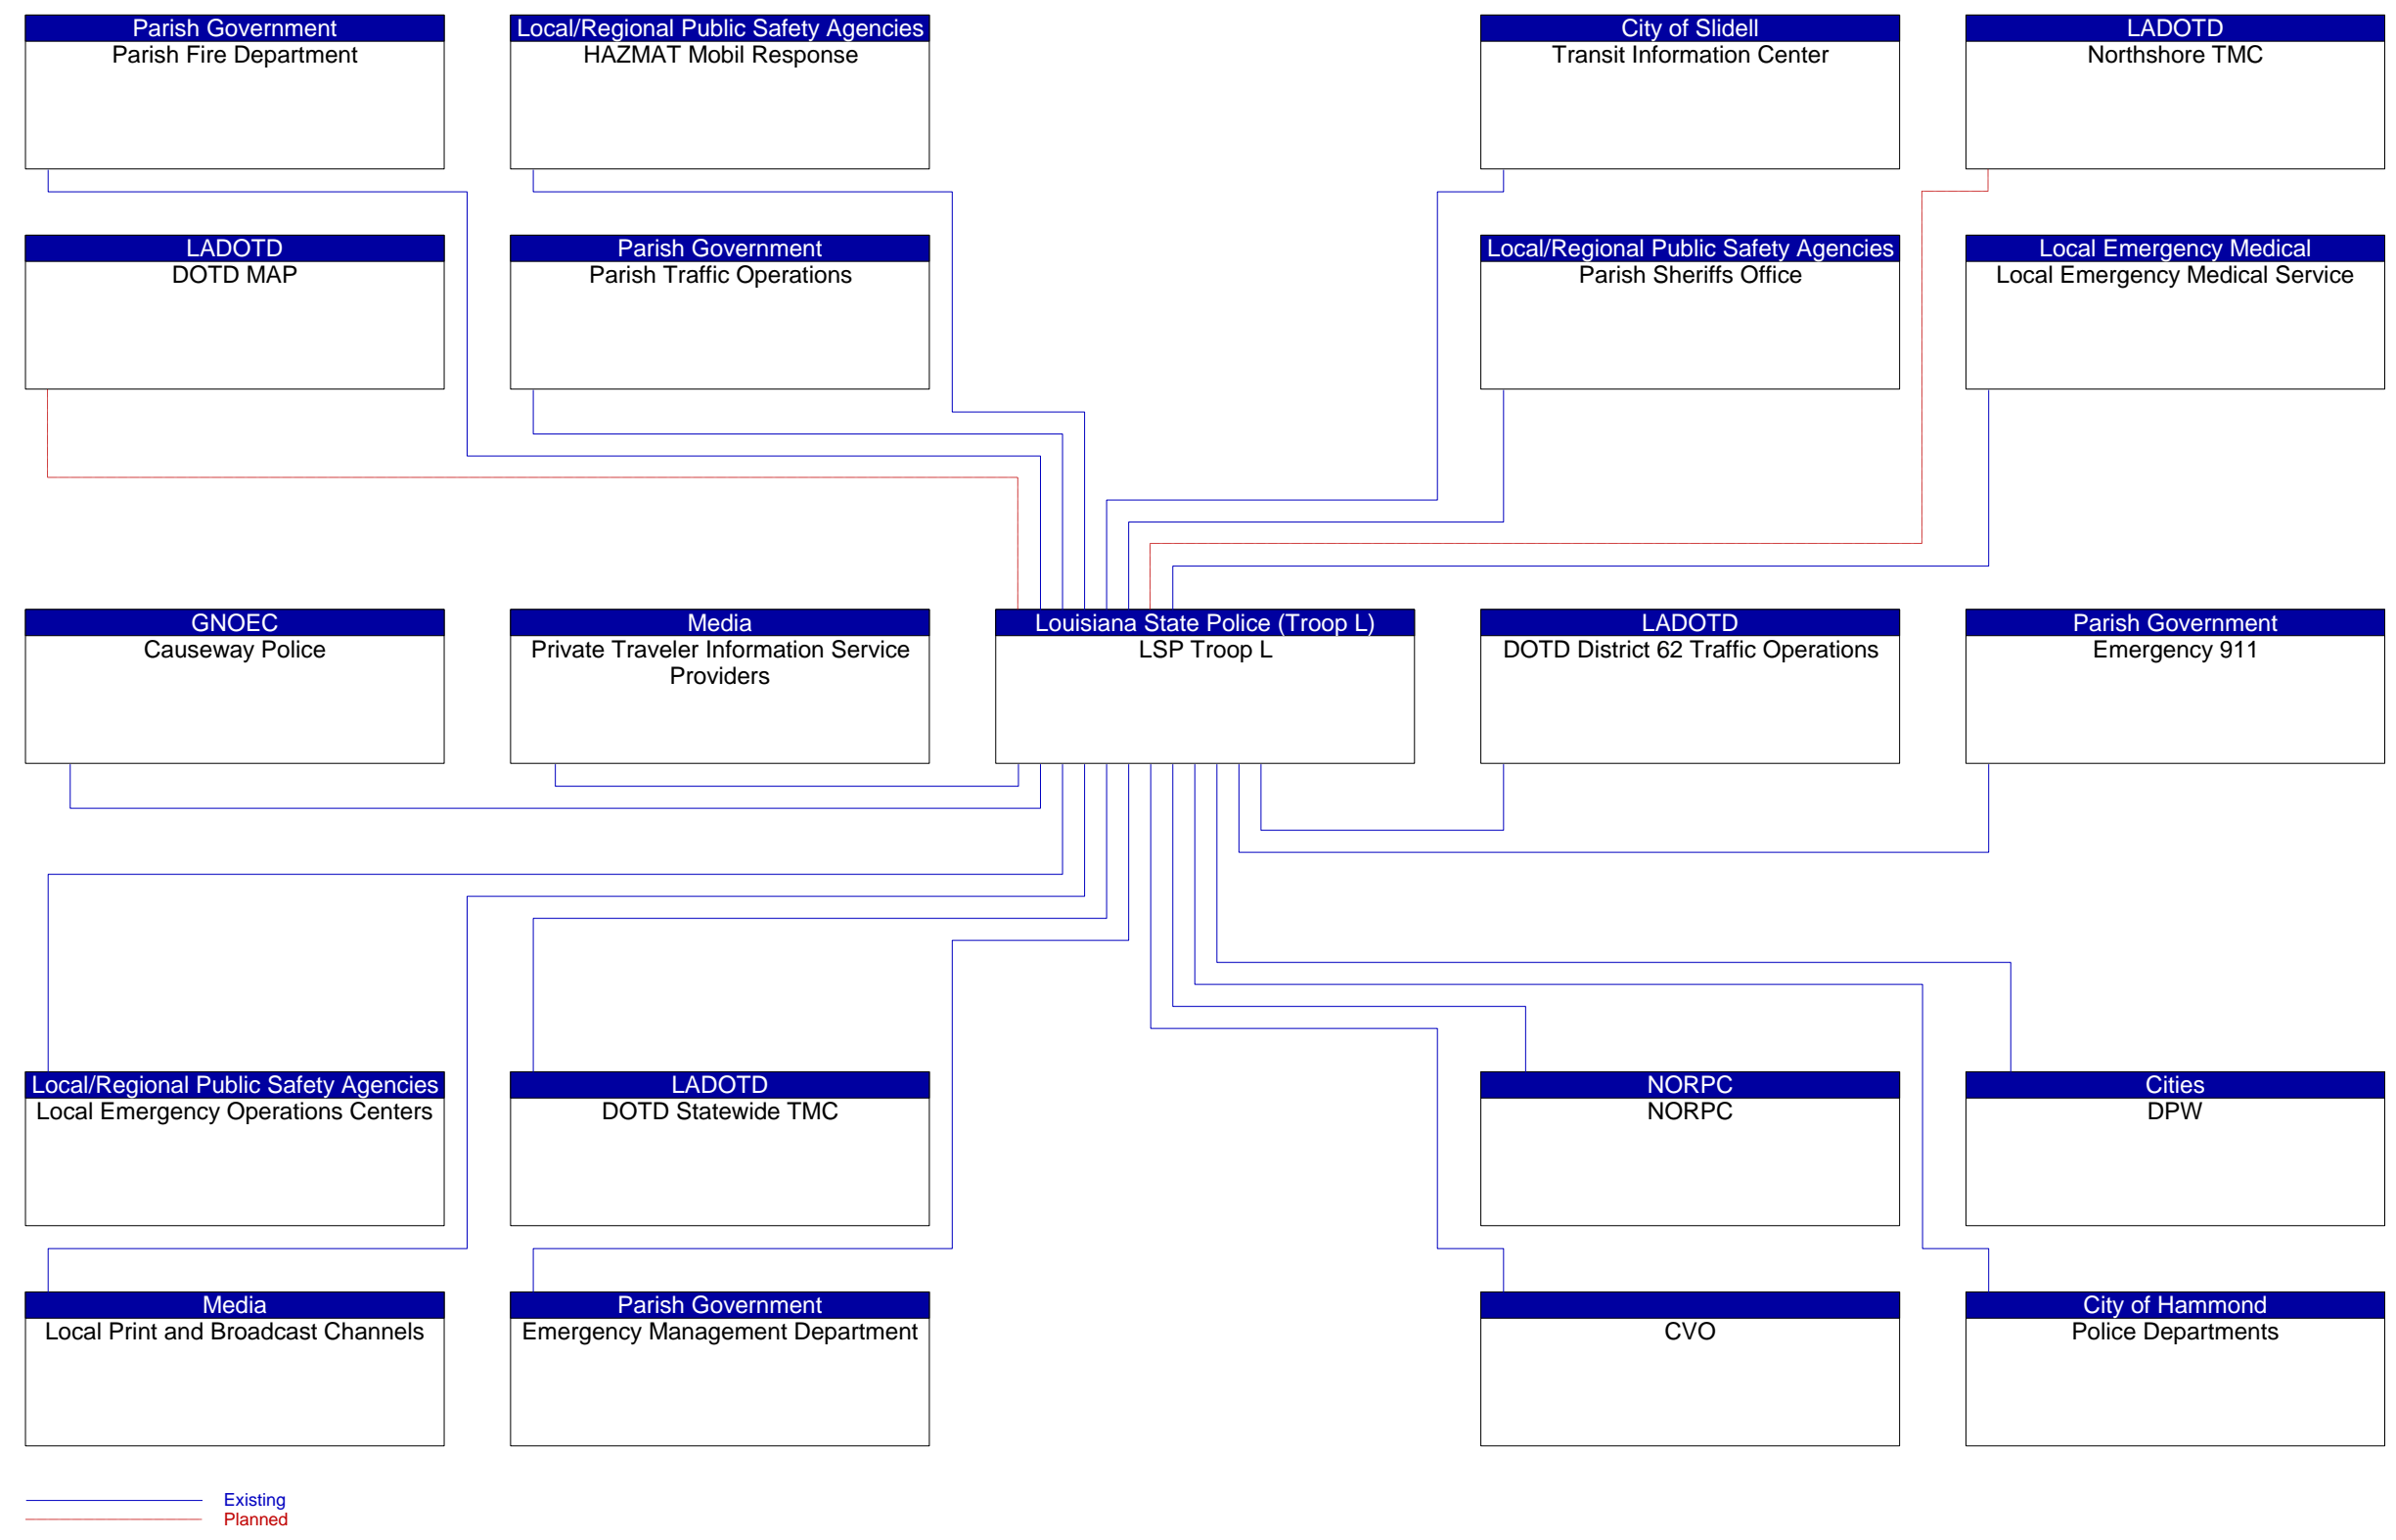 Parish Government
Parish Fire Department
Local/Regional Public Safety Agencies
HAZMAT Mobil Response
City of Slidell
Transit Information Center
LADOTD
Northshore TMC
LADOTD
DOTD MAP
Parish Government
Parish Traffic Operations
Local/Regional Public Safety Agencies
Parish Sheriffs Office
Local Emergency Medical
Local Emergency Medical Service
GNOEC
Causeway Police
Media
Private Traveler Information Service
Providers
Louisiana State Police (Troop L)
LSP Troop L
LADOTD
DOTD District 62 Traffic Operations
Parish Government
Emergency 911
Local/Regional Public Safety Agencies
Local Emergency Operations Centers
LADOTD
DOTD Statewide TMC
NORPC
NORPC
Cities
DPW
Media
Local Print and Broadcast Channels
Parish Government
Emergency Management Department
CVO
City of Hammond
Police Departments
Existing
Planned